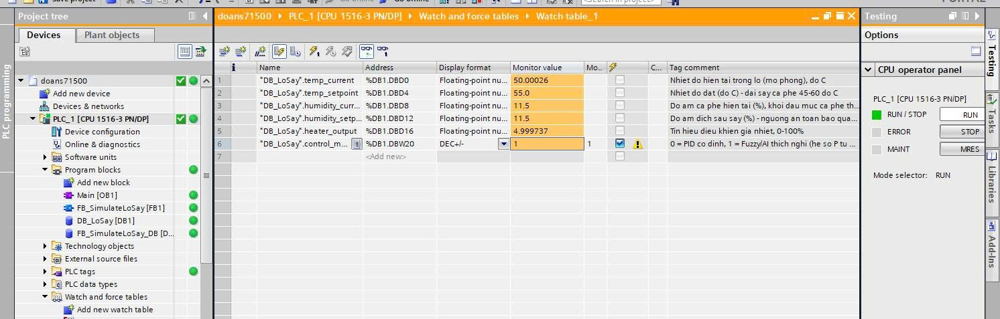 Project tree
doans71500 ▸ PLC_1 [CPU 1516-3 PN/DP] ▸ Watch and force tables ▸ Watch table_1
Testing
Devices
Plant objects
Options
PLC programming
i
Name
Address
Display format
Monitor value
Mo..
C...
Tag comment
1 "DB_LoSay".temp_current %DB1.DBD0 Floating-point nu... 50.00026 Nhiet do hien tai trong lo (mo phong), do C
2 "DB_LoSay".temp_setpoint %DB1.DBD4 Floating-point nu... 55.0 Nhiet do dat (do C) - dai say ca phe 45-60 do C
3 "DB_LoSay".humidity_curr... %DB1.DBD8 Floating-point nu... 11.5 Do am ca phe hien tai (%), khoi dau muc ca phe th...
4 "DB_LoSay".humidity_setp... %DB1.DBD12 Floating-point nu... 11.5 Do am dich sau say (%) - nguong an toan bao qua...
5 "DB_LoSay".heater_output %DB1.DBD16 Floating-point nu... 4.999737 Tin hieu dieu khien gia nhiet, 0-100%
6 "DB_LoSay".control_m... %DB1.DBW20 DEC+/- 1 1 0 = PID co dinh, 1 = Fuzzy/AI thich nghi (he so P tu ...
7 <Add new>
doans71500
Add new device
Devices & networks
PLC_1 [CPU 1516-3 PN/DP]
Device configuration
Online & diagnostics
Software units
Program blocks
Add new block
Main [OB1]
FB_SimulateLoSay [FB1]
DB_LoSay [DB1]
FB_SimulateLoSay_DB [D...
Technology objects
External source files
PLC tags
PLC data types
Watch and force tables
Add new watch table
CPU operator panel
PLC_1 [CPU 1516-3 PN/DP]
RUN / STOP RUN
ERROR STOP
MAINT MRES
Mode selector: RUN
Testing
Tasks
Libraries
Add-Ins